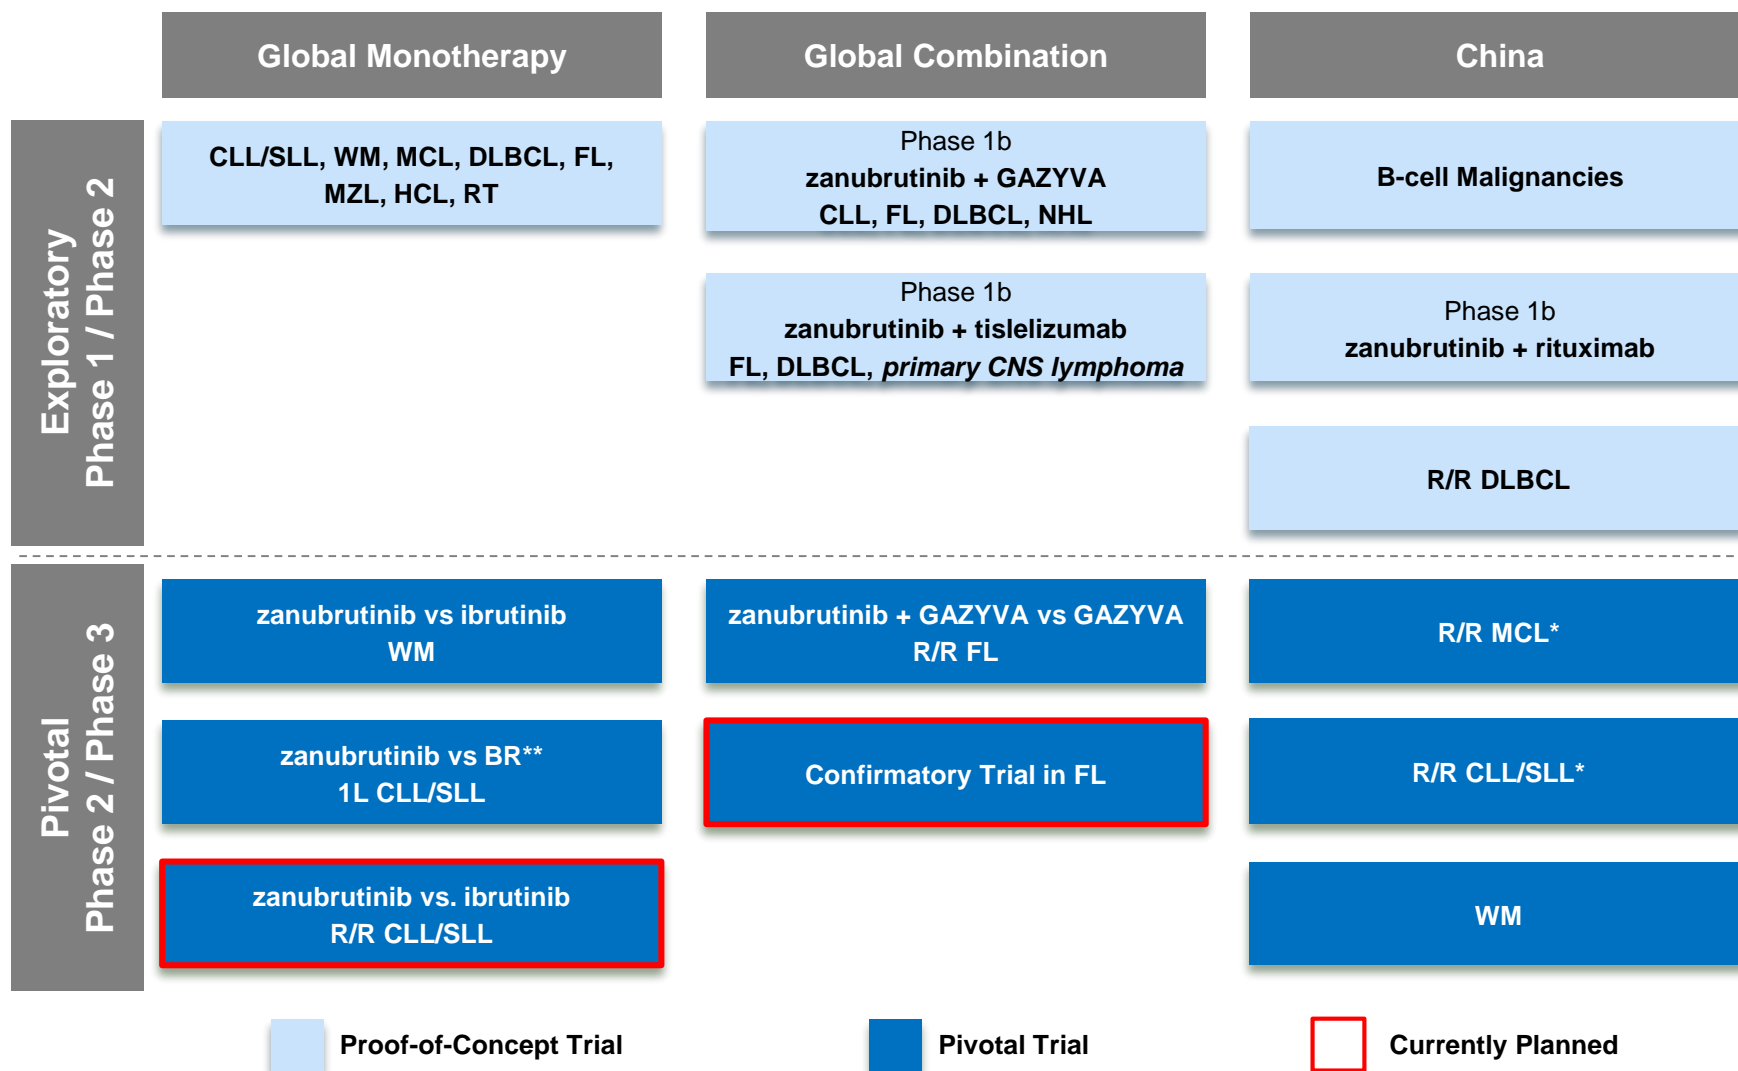 Global Monotherapy
Global Combination
China
Exploratory
Phase 1 / Phase 2
CLL/SLL, WM, MCL, DLBCL, FL,
MZL, HCL, RT
Phase 1b
zanubrutinib + GAZYVA
CLL, FL, DLBCL, NHL
B-cell Malignancies
Phase 1b
zanubrutinib + tislelizumab
FL, DLBCL, primary CNS lymphoma
Phase 1b
zanubrutinib + rituximab
R/R DLBCL
Pivotal
Phase 2 / Phase 3
zanubrutinib vs ibrutinib
WM
zanubrutinib + GAZYVA vs GAZYVA
R/R FL
R/R MCL*
zanubrutinib vs BR**
1L CLL/SLL
Confirmatory Trial in FL
R/R CLL/SLL*
zanubrutinib vs. ibrutinib
R/R CLL/SLL
WM
Proof-of-Concept Trial
Pivotal Trial
Currently Planned